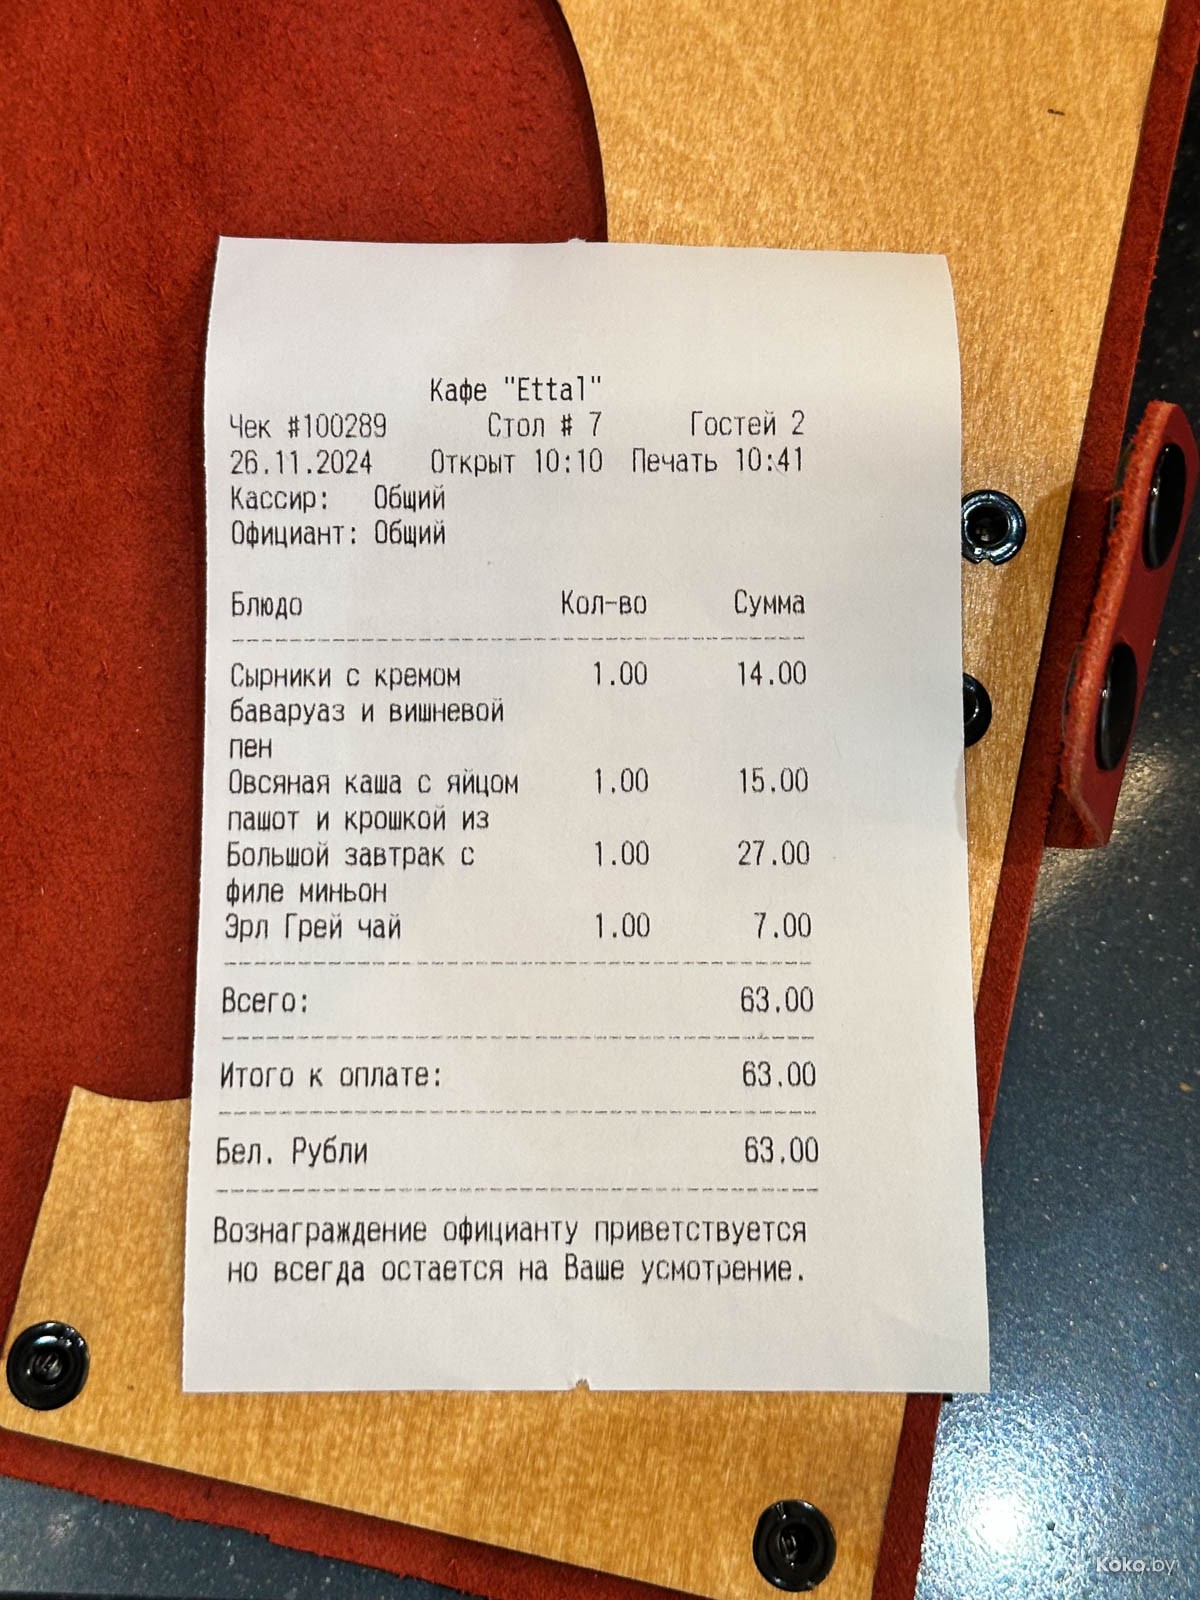 Кафе "Ettal"
Чек #100289 Стол # 7 Гостей 2
26.11.2024 Открыт 10:10 Печать 10:41
Кассир: Общий
Официант: Общий
Блюдо Кол-во Сумма
Сырники с кремом 1.00 14.00
баваруаз и вишневой
пен
Овсяная каша с яйцом 1.00 15.00
пашот и крошкой из
Большой завтрак с 1.00 27.00
филе миньон
Эрл Грей чай 1.00 7.00
Всего: 63.00
Итого к оплате: 63.00
Бел. Рубли 63.00
Вознаграждение официанту приветствуется
но всегда остается на Ваше усмотрение.
Koko.by